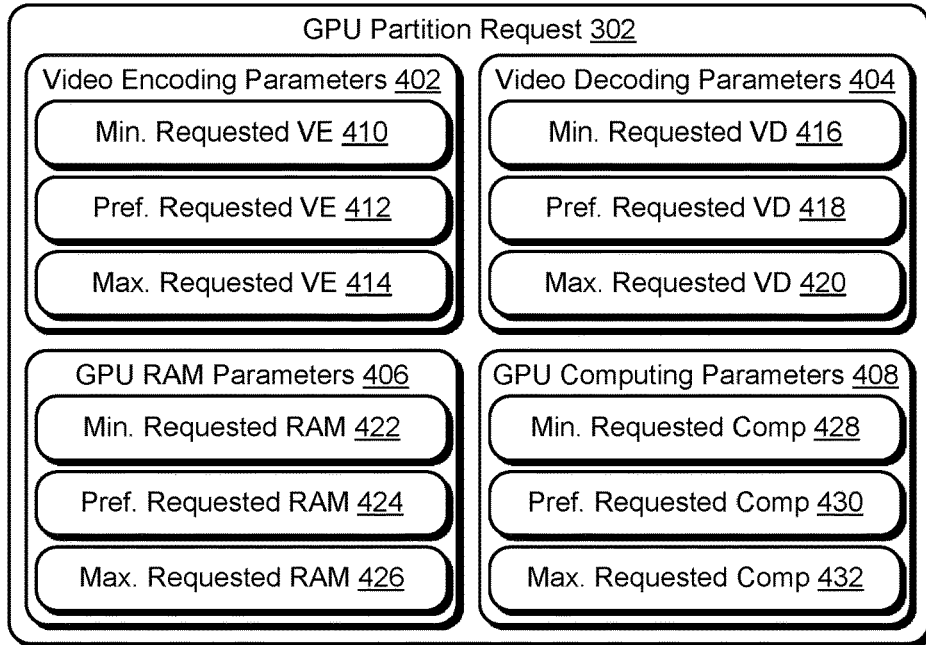 GPU Partition Request 302
Video Encoding Parameters 402
Min. Requested VE 410
Pref. Requested VE 412
Max. Requested VE 414
Video Decoding Parameters 404
Min. Requested VD 416
Pref. Requested VD 418
Max. Requested VD 420
GPU RAM Parameters 406
Min. Requested RAM 422
Pref. Requested RAM 424
Max. Requested RAM 426
GPU Computing Parameters 408
Min. Requested Comp 428
Pref. Requested Comp 430
Max. Requested Comp 432